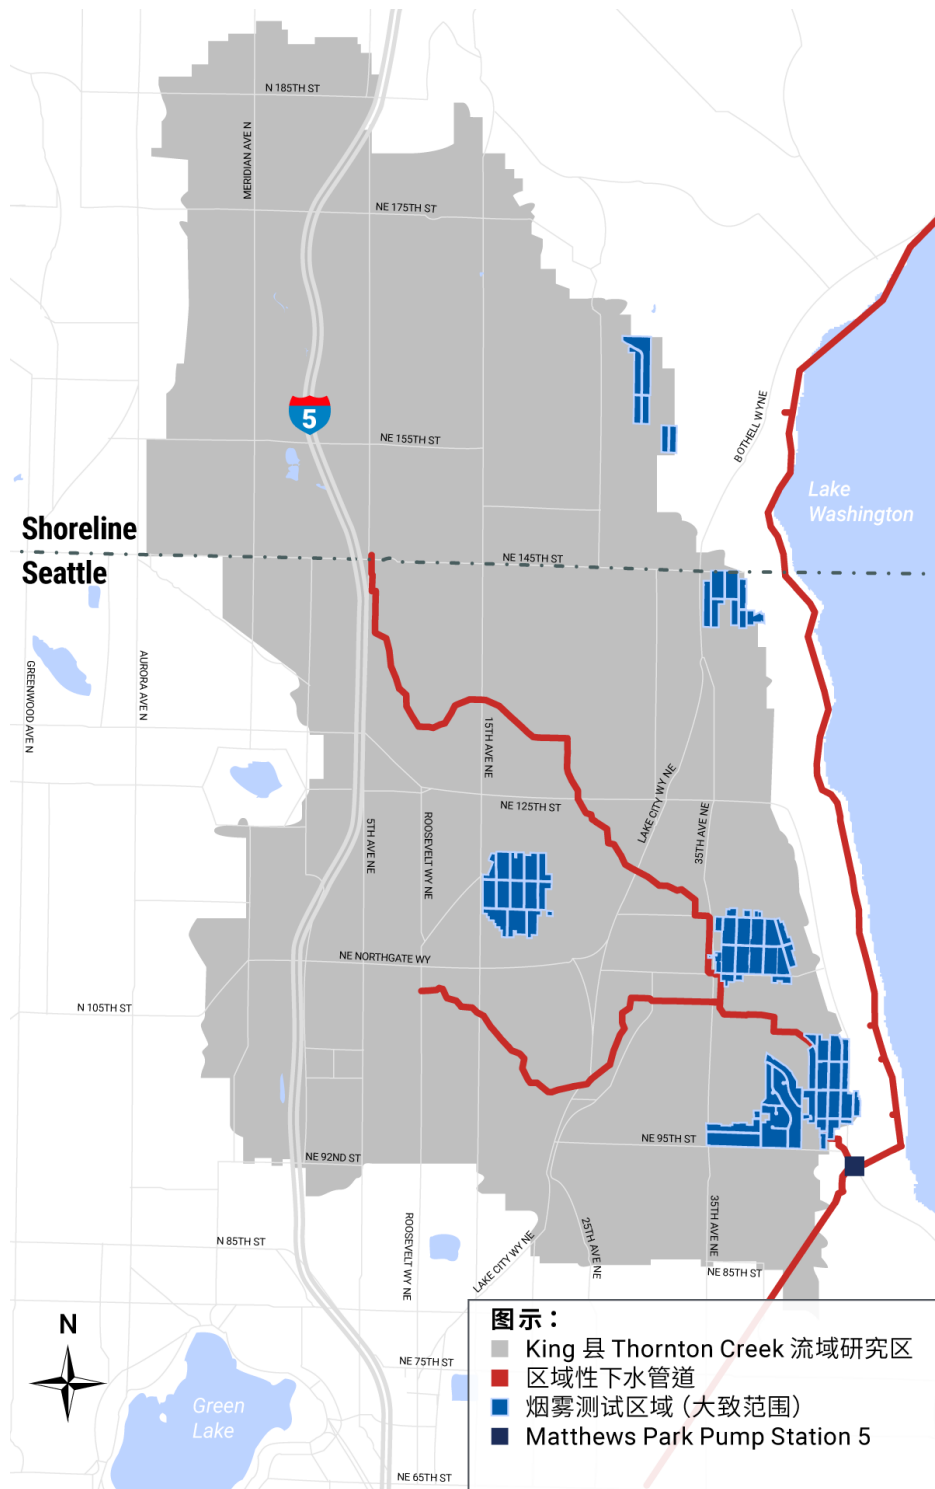 N 185TH ST
MERIDIAN AVE N
NE 175TH ST
5
BOTHELL WYNE
NE 155TH ST
Lake
Washington
Shoreline
Seattle
NE 145TH ST
GREENWOOD AVE N
AURORA AVE N
15TH AVE NE
LAKE CITY WY NE
NE 125TH ST
35TH AVE NE
5TH AVE NE
ROOSEVELT WY NE
NE NORTHGATE WY
N 105TH ST
NE 95TH ST
NE 92ND ST
35TH AVE NE
25TH AVE NE
ROOSEVELT WY NE
N 85TH ST
LAKE CITY WY NE
NE 85TH ST
N
NE 75TH ST
Green
Lake
NE 65TH ST
图示：
King 县 Thornton Creek 流域研究区
区域性下水管道
烟雾测试区域（大致范围）
Matthews Park Pump Station 5